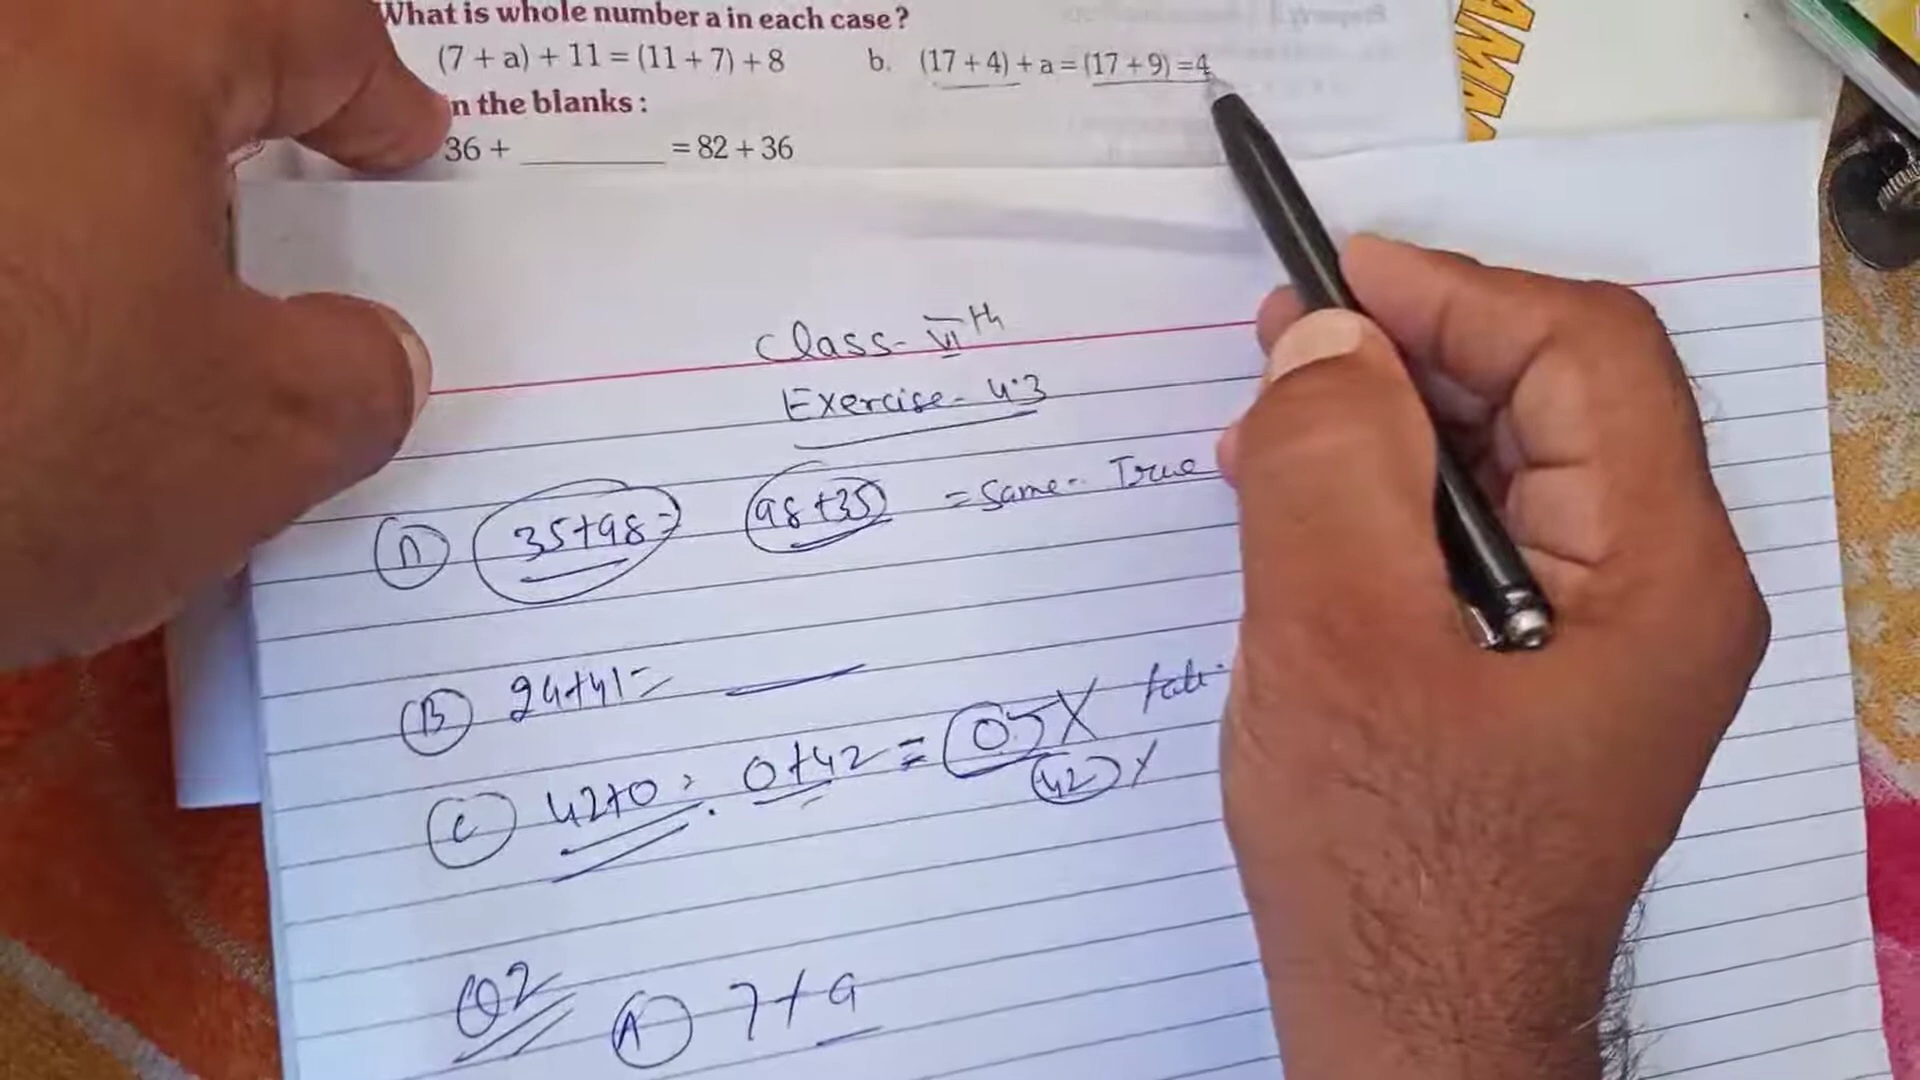 What is whole number a in each case?
(7 + a) + 11 = (11 + 7) + 8
b. (17 + 4) + a = (17 + 9) = 4
in the blanks :
36 + ________ = 82 + 36
Class - VIth
Exercise - 4.3
A 35+98 = 98+35 = Same - True
B 24+41 =
C 42+0 = 0+42 = 0.5 X
42 X
Q2 A 7 + a